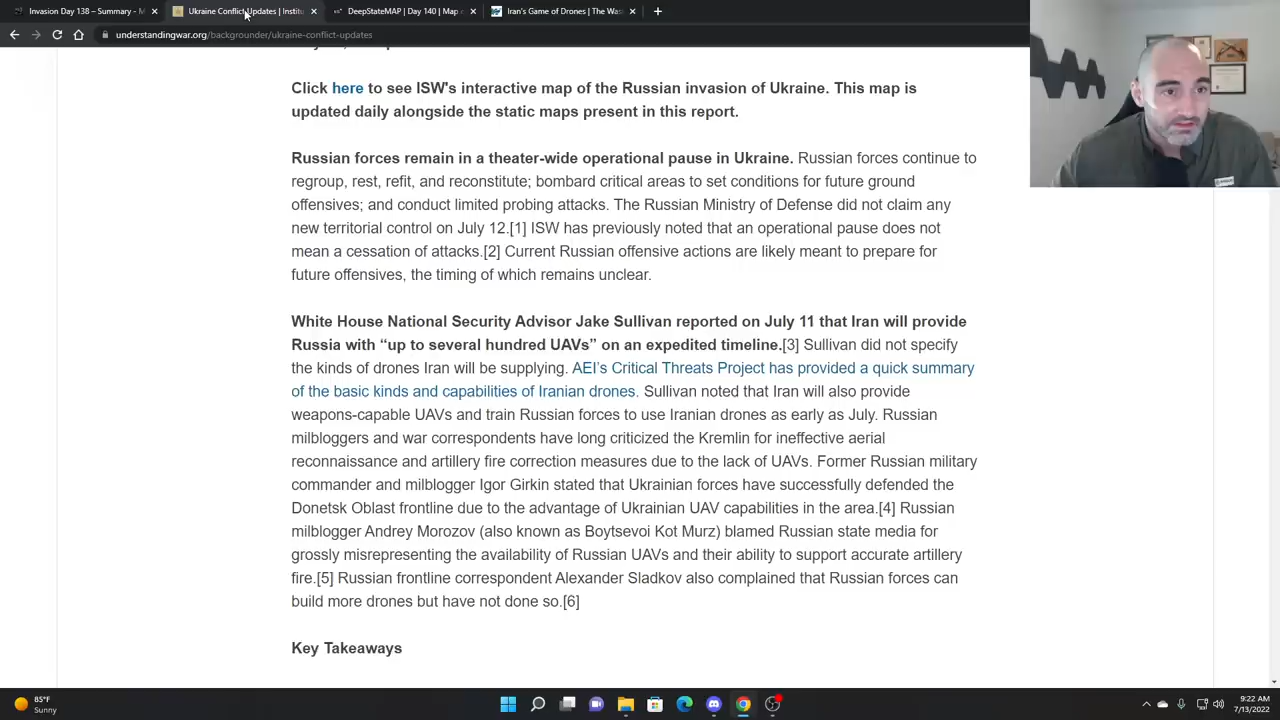 Invasion Day 138 – Summary - M
Ukraine Conflict Updates | Instit
DeepStateMAP | Day 140 | Map o
Iran's Game of Drones | The Was
understandingwar.org/backgrounder/ukraine-conflict-updates
Click here to see ISW's interactive map of the Russian invasion of Ukraine. This map is
updated daily alongside the static maps present in this report.
Russian forces remain in a theater-wide operational pause in Ukraine. Russian forces continue to
regroup, rest, refit, and reconstitute; bombard critical areas to set conditions for future ground
offensives; and conduct limited probing attacks. The Russian Ministry of Defense did not claim any
new territorial control on July 12.[1] ISW has previously noted that an operational pause does not
mean a cessation of attacks.[2] Current Russian offensive actions are likely meant to prepare for
future offensives, the timing of which remains unclear.
White House National Security Advisor Jake Sullivan reported on July 11 that Iran will provide
Russia with “up to several hundred UAVs” on an expedited timeline.[3] Sullivan did not specify
the kinds of drones Iran will be supplying. AEI’s Critical Threats Project has provided a quick summary
of the basic kinds and capabilities of Iranian drones. Sullivan noted that Iran will also provide
weapons-capable UAVs and train Russian forces to use Iranian drones as early as July. Russian
milbloggers and war correspondents have long criticized the Kremlin for ineffective aerial
reconnaissance and artillery fire correction measures due to the lack of UAVs. Former Russian military
commander and milblogger Igor Girkin stated that Ukrainian forces have successfully defended the
Donetsk Oblast frontline due to the advantage of Ukrainian UAV capabilities in the area.[4] Russian
milblogger Andrey Morozov (also known as Boytsevoi Kot Murz) blamed Russian state media for
grossly misrepresenting the availability of Russian UAVs and their ability to support accurate artillery
fire.[5] Russian frontline correspondent Alexander Sladkov also complained that Russian forces can
build more drones but have not done so.[6]
Key Takeaways
85°F
Sunny
9:22 AM
7/13/2022